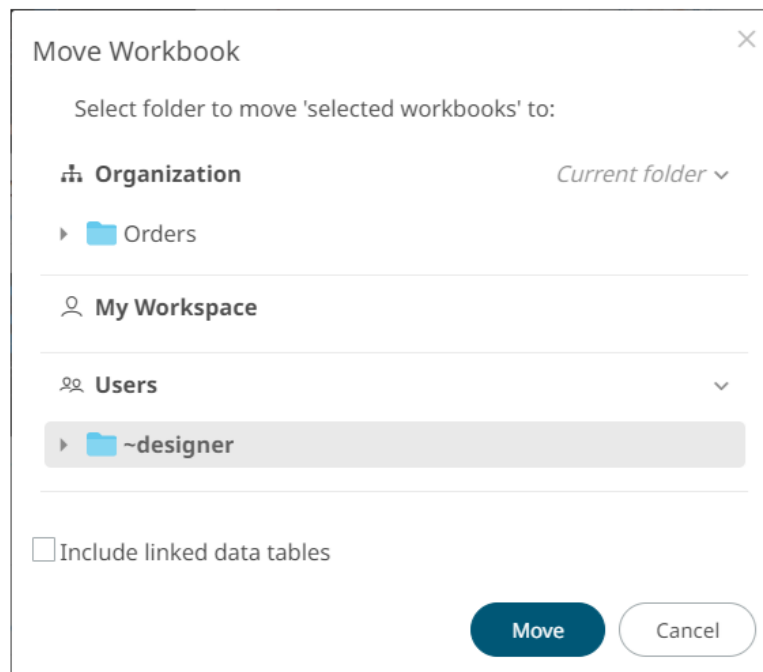 Move Workbook
Select folder to move 'selected workbooks' to:
Organization Current folder
Orders
My Workspace
Users
~designer
Include linked data tables
Move Cancel